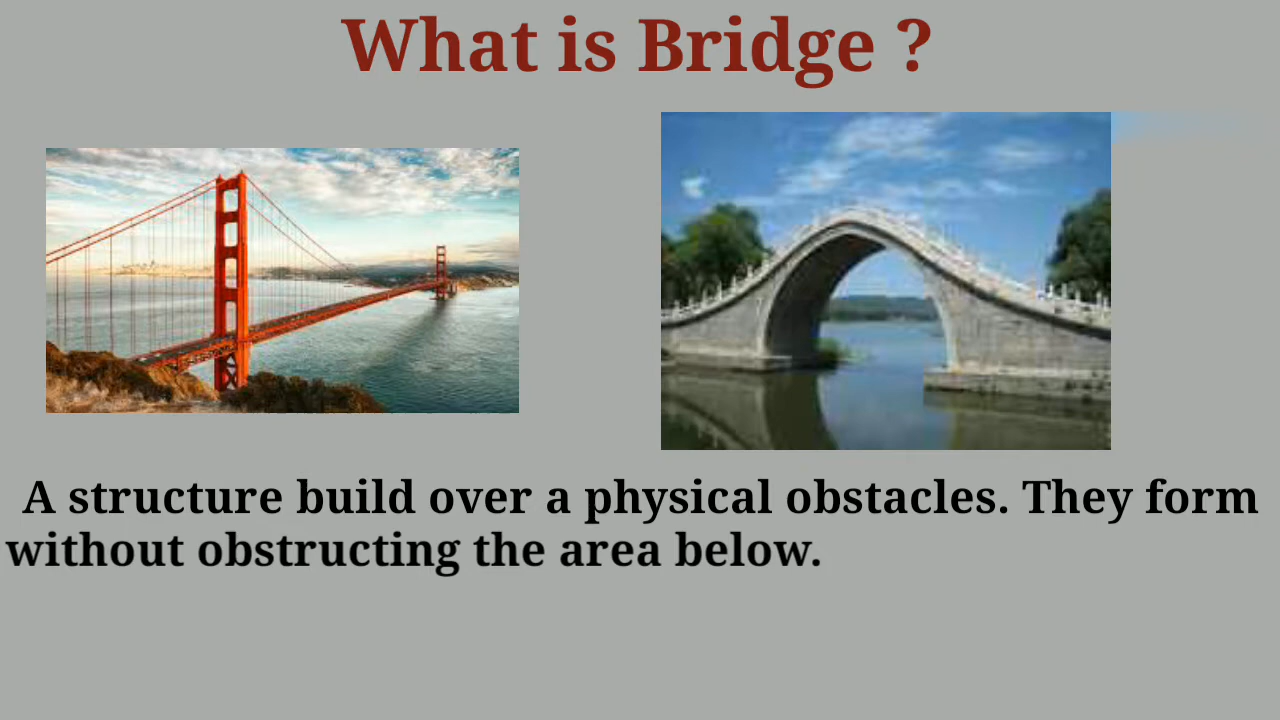 What is Bridge ?
A structure build over a physical obstacles. They form
without obstructing the area below.